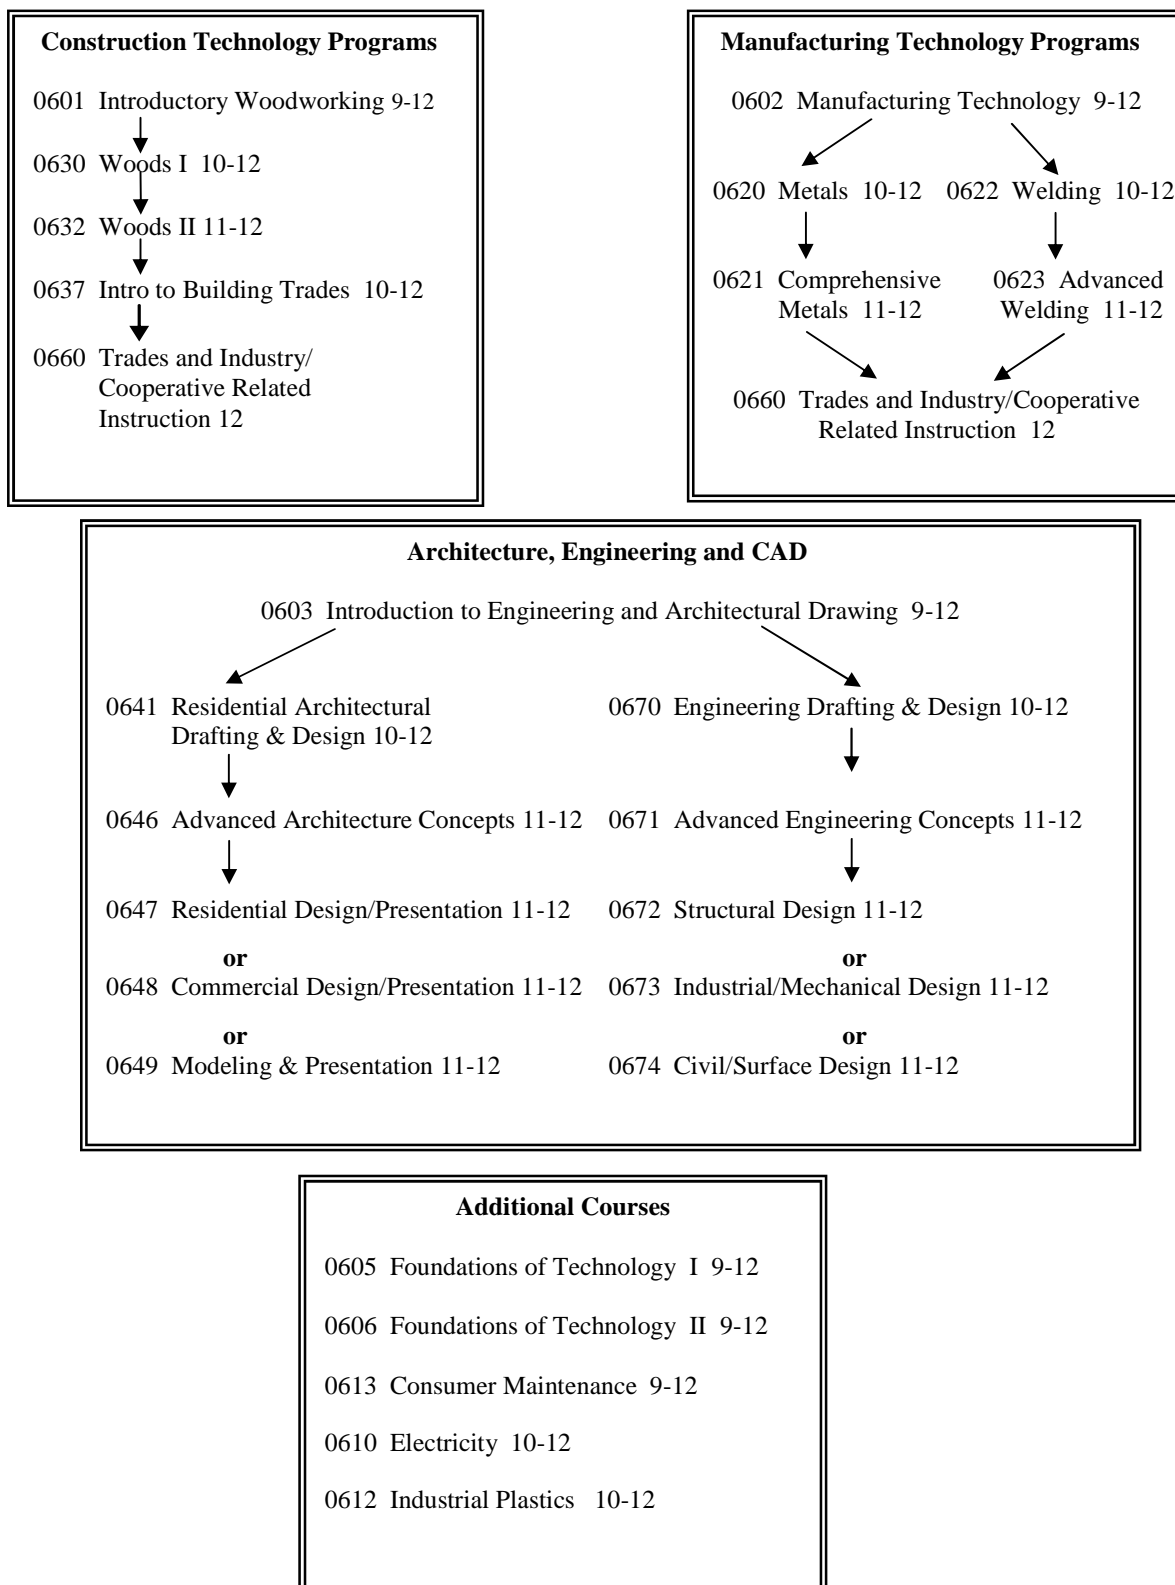 Construction Technology Programs
0601 Introductory Woodworking 9-12
0630 Woods I 10-12
0632 Woods II 11-12
0637 Intro to Building Trades 10-12
0660 Trades and Industry/
Cooperative Related
Instruction 12
Manufacturing Technology Programs
0602 Manufacturing Technology 9-12
0620 Metals 10-12 0622 Welding 10-12
0621 Comprehensive
Metals 11-12
0623 Advanced
Welding 11-12
0660 Trades and Industry/Cooperative
Related Instruction 12
Architecture, Engineering and CAD
0603 Introduction to Engineering and Architectural Drawing 9-12
0641 Residential Architectural
Drafting & Design 10-12
0670 Engineering Drafting & Design 10-12
0646 Advanced Architecture Concepts 11-12
0671 Advanced Engineering Concepts 11-12
0647 Residential Design/Presentation 11-12
0672 Structural Design 11-12
or
or
0648 Commercial Design/Presentation 11-12
0673 Industrial/Mechanical Design 11-12
or
or
0649 Modeling & Presentation 11-12
0674 Civil/Surface Design 11-12
Additional Courses
0605 Foundations of Technology I 9-12
0606 Foundations of Technology II 9-12
0613 Consumer Maintenance 9-12
0610 Electricity 10-12
0612 Industrial Plastics 10-12